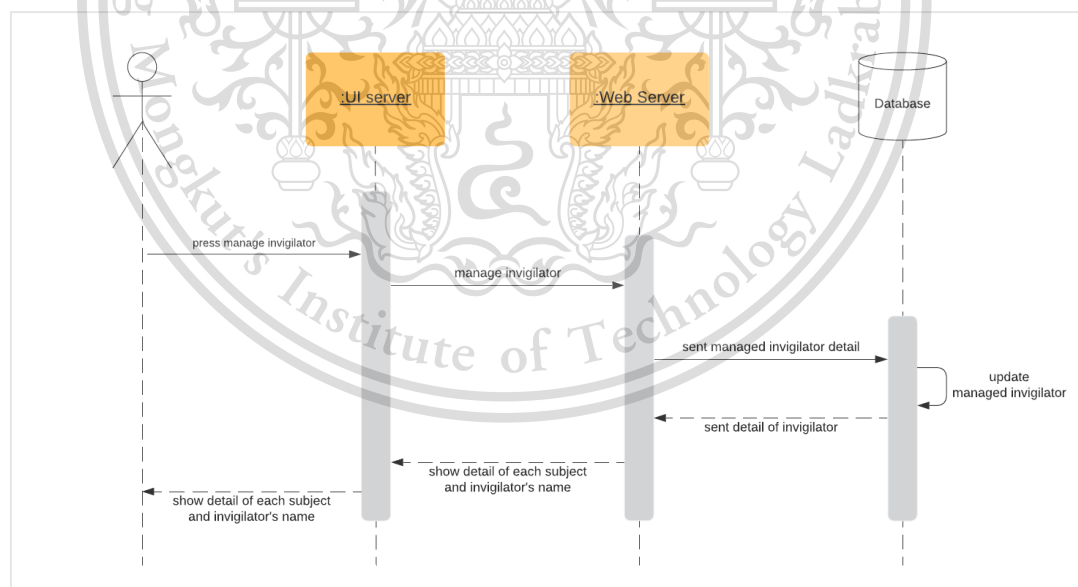 :UI server
:Web Server
Database
press manage invigilator
manage invigilator
sent managed invigilator detail
update
managed invigilator
sent detail of invigilator
show detail of each subject
and invigilator's name
show detail of each subject
and invigilator's name
Mongkut's Institute of Technology Ladkrab